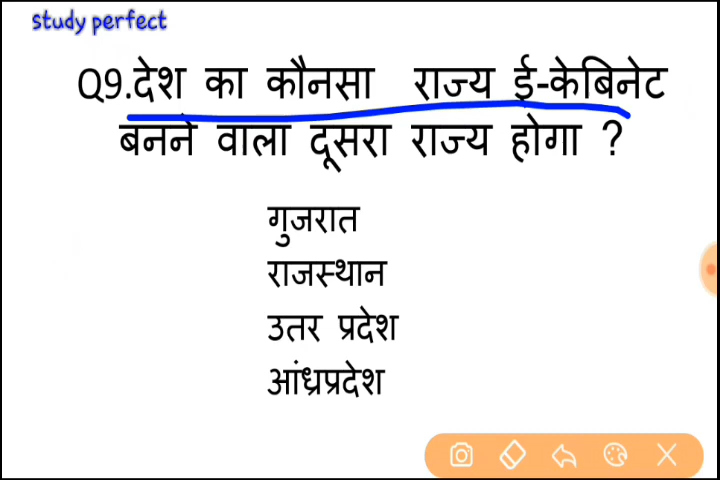 study perfect
Q9.देश का कौनसा राज्य ई-केबिनेट
बनने वाला दूसरा राज्य होगा ?
गुजरात
राजस्थान
उतर प्रदेश
आंध्रप्रदेश